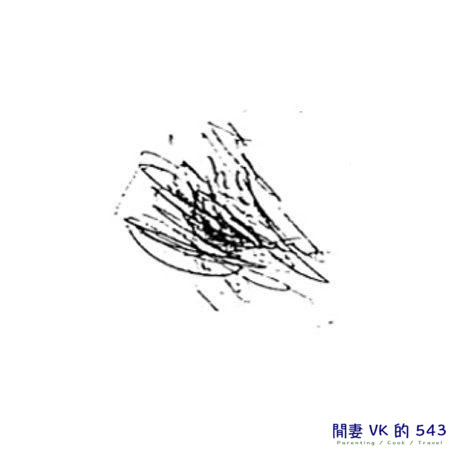 閒妻 VK 的 543
Parenting / Cook / Travel